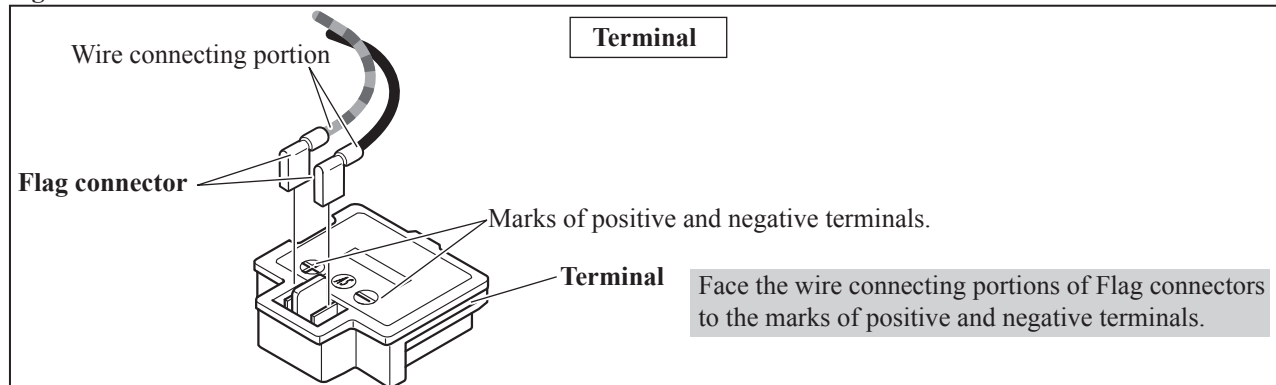 Terminal
Wire connecting portion
Flag connector
Marks of positive and negative terminals.
Terminal
Face the wire connecting portions of Flag connectors
to the marks of positive and negative terminals.